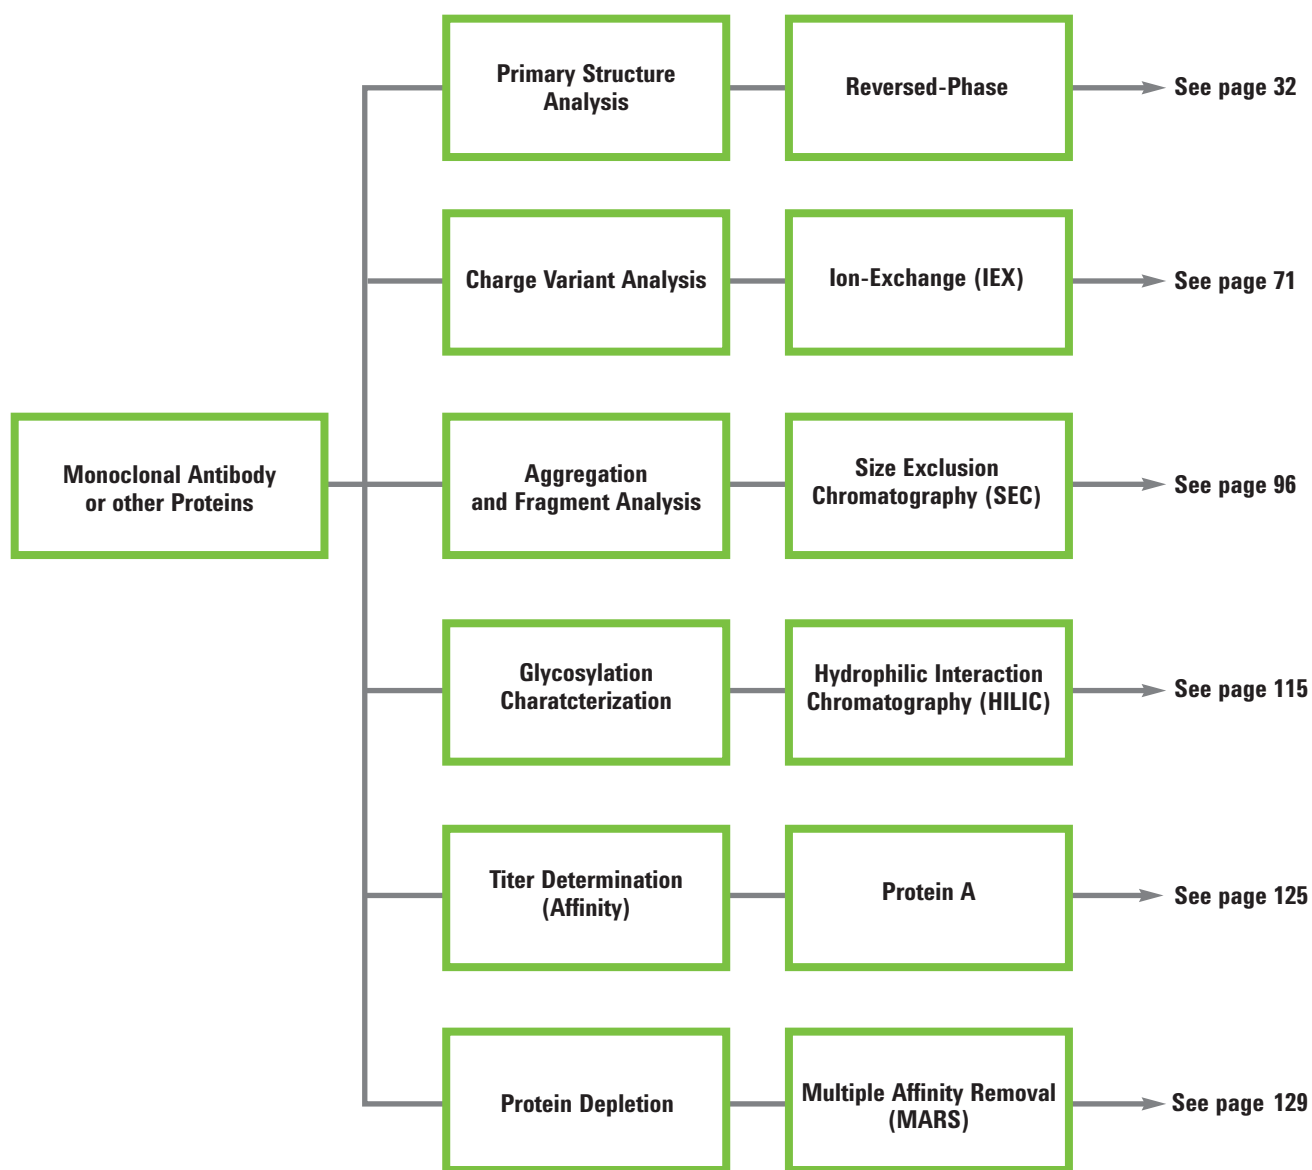 Primary Structure
Analysis
Reversed-Phase
See page 32
Charge Variant Analysis
Ion-Exchange (IEX)
See page 71
Monoclonal Antibody
or other Proteins
Aggregation
and Fragment Analysis
Size Exclusion
Chromatography (SEC)
See page 96
Glycosylation
Charatcterization
Hydrophilic Interaction
Chromatography (HILIC)
See page 115
Titer Determination
(Affinity)
Protein A
See page 125
Protein Depletion
Multiple Affinity Removal
(MARS)
See page 129